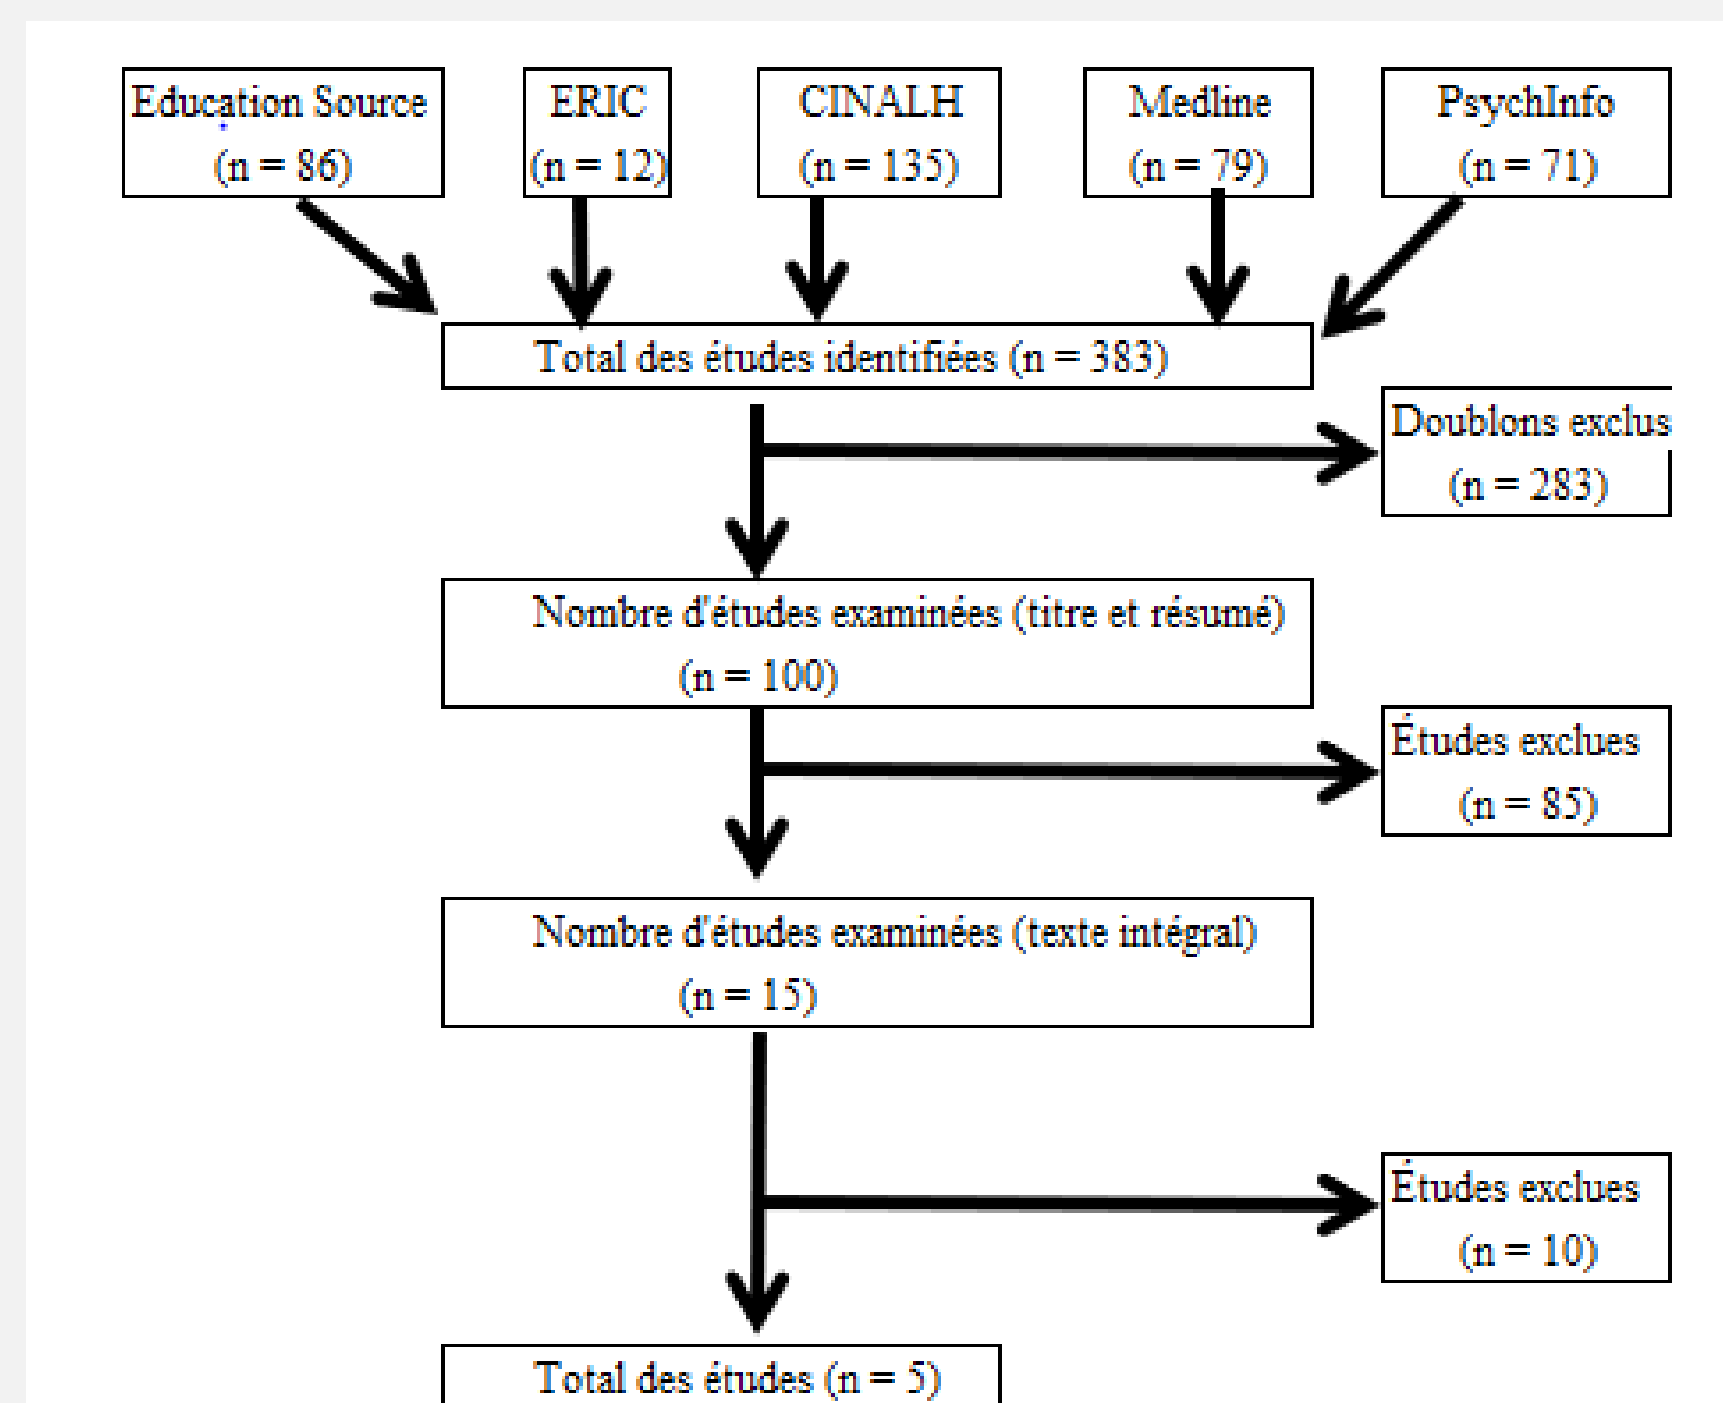 Education Source
(n = 86)
ERIC
(n = 12)
CINALH
(n = 135)
Medline
(n = 79)
PsychInfo
(n = 71)
Total des études identifiées (n = 383)
Doublons exclus
(n = 283)
Nombre d'études examinées (titre et résumé)
(n = 100)
Études exclues
(n = 85)
Nombre d'études examinées (texte intégral)
(n = 15)
Études exclues
(n = 10)
Total des études (n = 5)